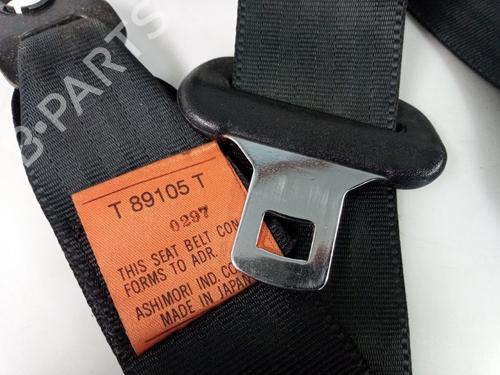 B-PARTS
T 89105 T
0297
THIS SEAT BELT CON
FORMS TO ADR.
ASHIMORI IND. CO
MADE IN JAPAN